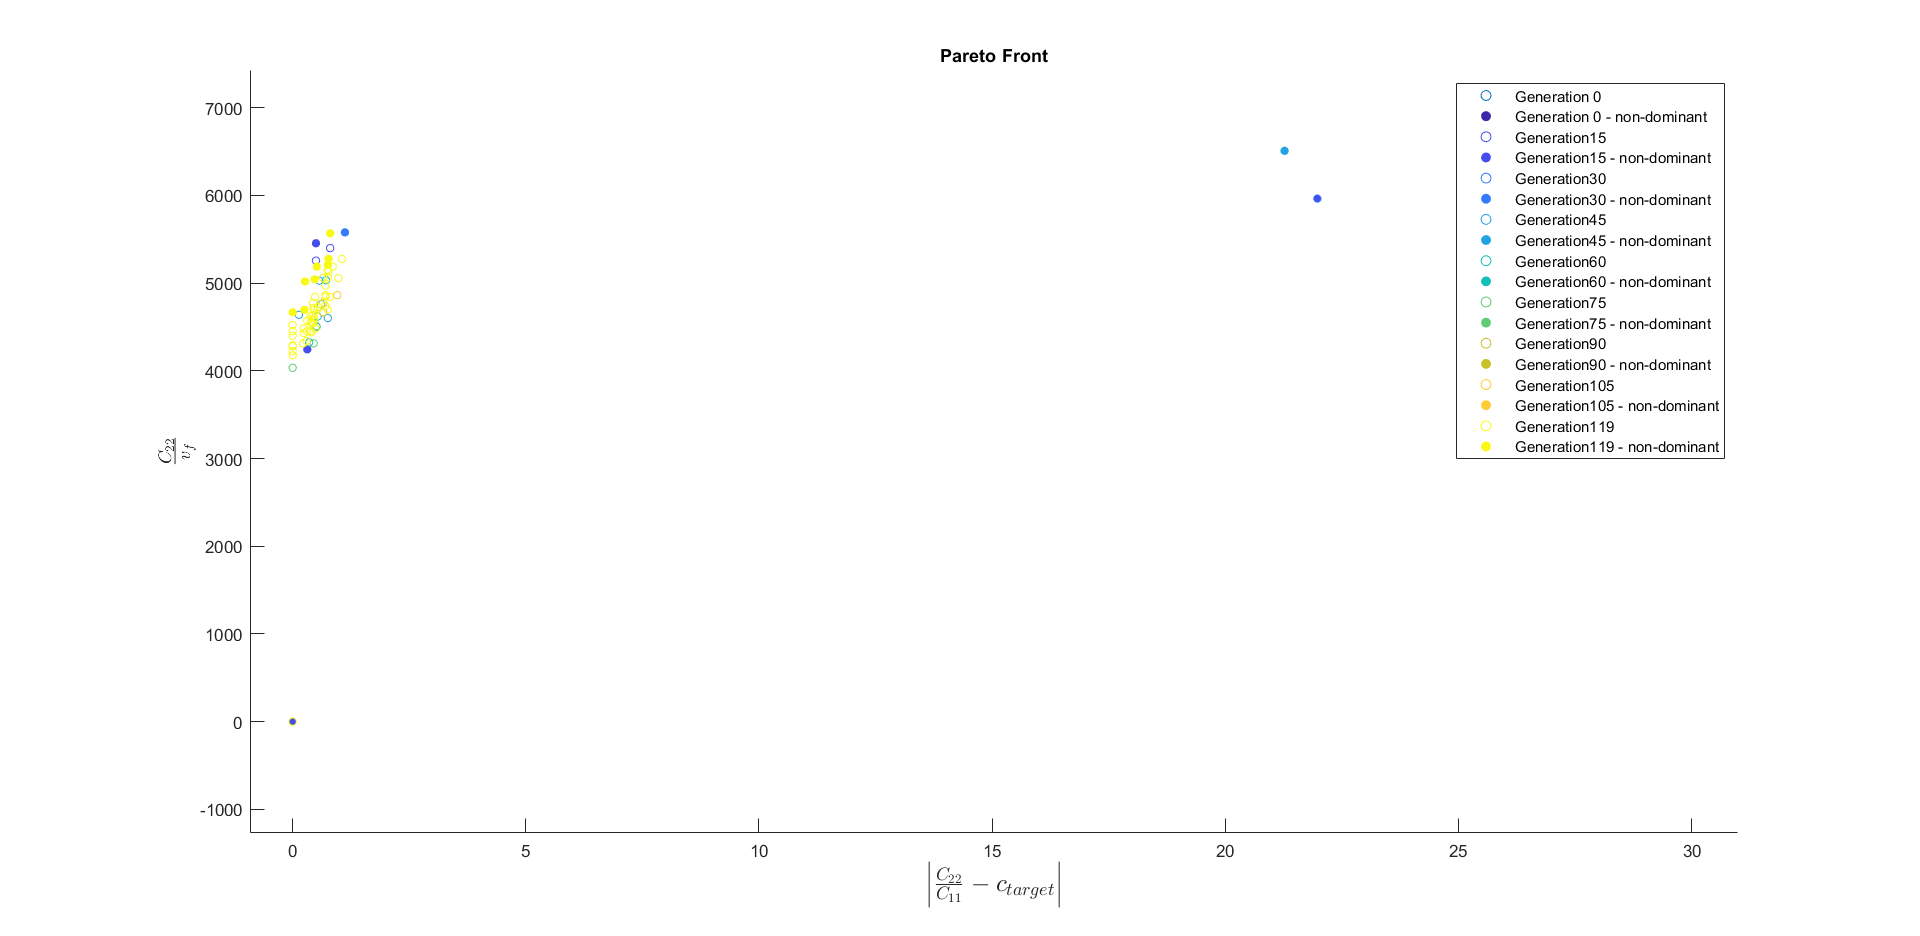 Pareto Front
7000
6000
5000
4000
3000
2000
1000
0
-1000
C22
vf
0 5 10 15 20 25 30
|C22/C11 − ctarget|
Generation 0
Generation 0 - non-dominant
Generation15
Generation15 - non-dominant
Generation30
Generation30 - non-dominant
Generation45
Generation45 - non-dominant
Generation60
Generation60 - non-dominant
Generation75
Generation75 - non-dominant
Generation90
Generation90 - non-dominant
Generation105
Generation105 - non-dominant
Generation119
Generation119 - non-dominant